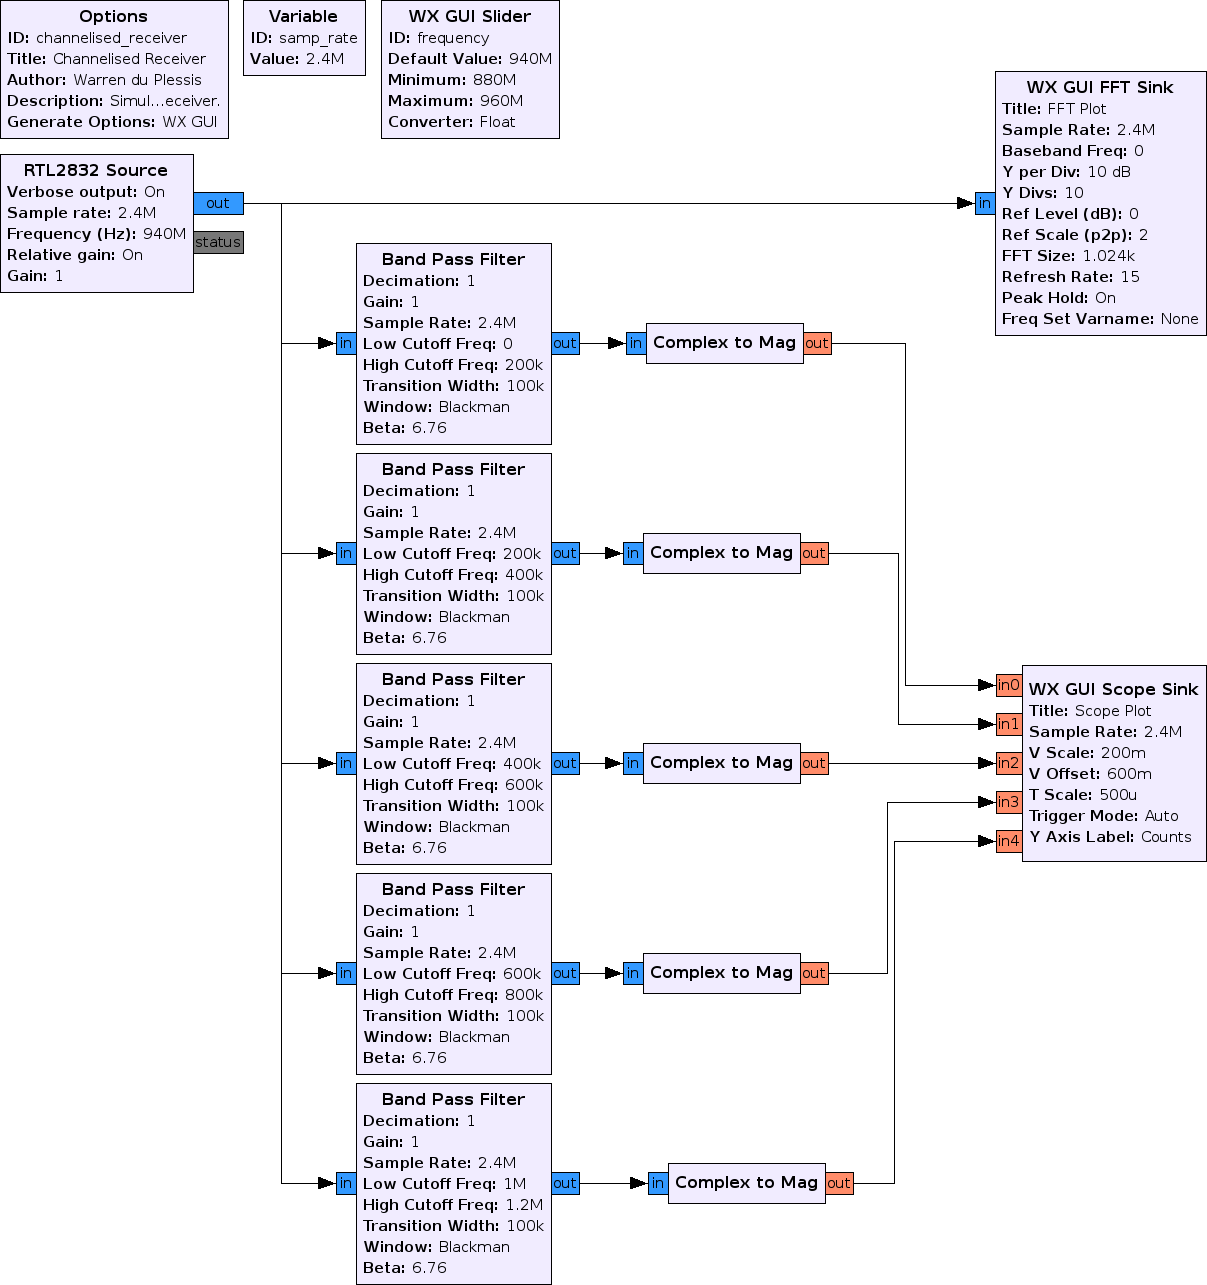 Options
ID: channelised_receiver
Title: Channelised Receiver
Author: Warren du Plessis
Description: Simul...eceiver.
Generate Options: WX GUI
Variable
ID: samp_rate
Value: 2.4M
WX GUI Slider
ID: frequency
Default Value: 940M
Minimum: 880M
Maximum: 960M
Converter: Float
RTL2832 Source
Verbose output: On
Sample rate: 2.4M
Frequency (Hz): 940M
Relative gain: On
Gain: 1
out
status
in
WX GUI FFT Sink
Title: FFT Plot
Sample Rate: 2.4M
Baseband Freq: 0
Y per Div: 10 dB
Y Divs: 10
Ref Level (dB): 0
Ref Scale (p2p): 2
FFT Size: 1.024k
Refresh Rate: 15
Peak Hold: On
Freq Set Varname: None
in
Band Pass Filter
Decimation: 1
Gain: 1
Sample Rate: 2.4M
Low Cutoff Freq: 0
High Cutoff Freq: 200k
Transition Width: 100k
Window: Blackman
Beta: 6.76
out
in
Complex to Mag
out
in
Band Pass Filter
Decimation: 1
Gain: 1
Sample Rate: 2.4M
Low Cutoff Freq: 200k
High Cutoff Freq: 400k
Transition Width: 100k
Window: Blackman
Beta: 6.76
out
in
Complex to Mag
out
in
Band Pass Filter
Decimation: 1
Gain: 1
Sample Rate: 2.4M
Low Cutoff Freq: 400k
High Cutoff Freq: 600k
Transition Width: 100k
Window: Blackman
Beta: 6.76
out
in
Complex to Mag
out
in0
in1
in2
in3
in4
WX GUI Scope Sink
Title: Scope Plot
Sample Rate: 2.4M
V Scale: 200m
V Offset: 600m
T Scale: 500u
Trigger Mode: Auto
Y Axis Label: Counts
in
Band Pass Filter
Decimation: 1
Gain: 1
Sample Rate: 2.4M
Low Cutoff Freq: 600k
High Cutoff Freq: 800k
Transition Width: 100k
Window: Blackman
Beta: 6.76
out
in
Complex to Mag
out
in
Band Pass Filter
Decimation: 1
Gain: 1
Sample Rate: 2.4M
Low Cutoff Freq: 1M
High Cutoff Freq: 1.2M
Transition Width: 100k
Window: Blackman
Beta: 6.76
out
in
Complex to Mag
out